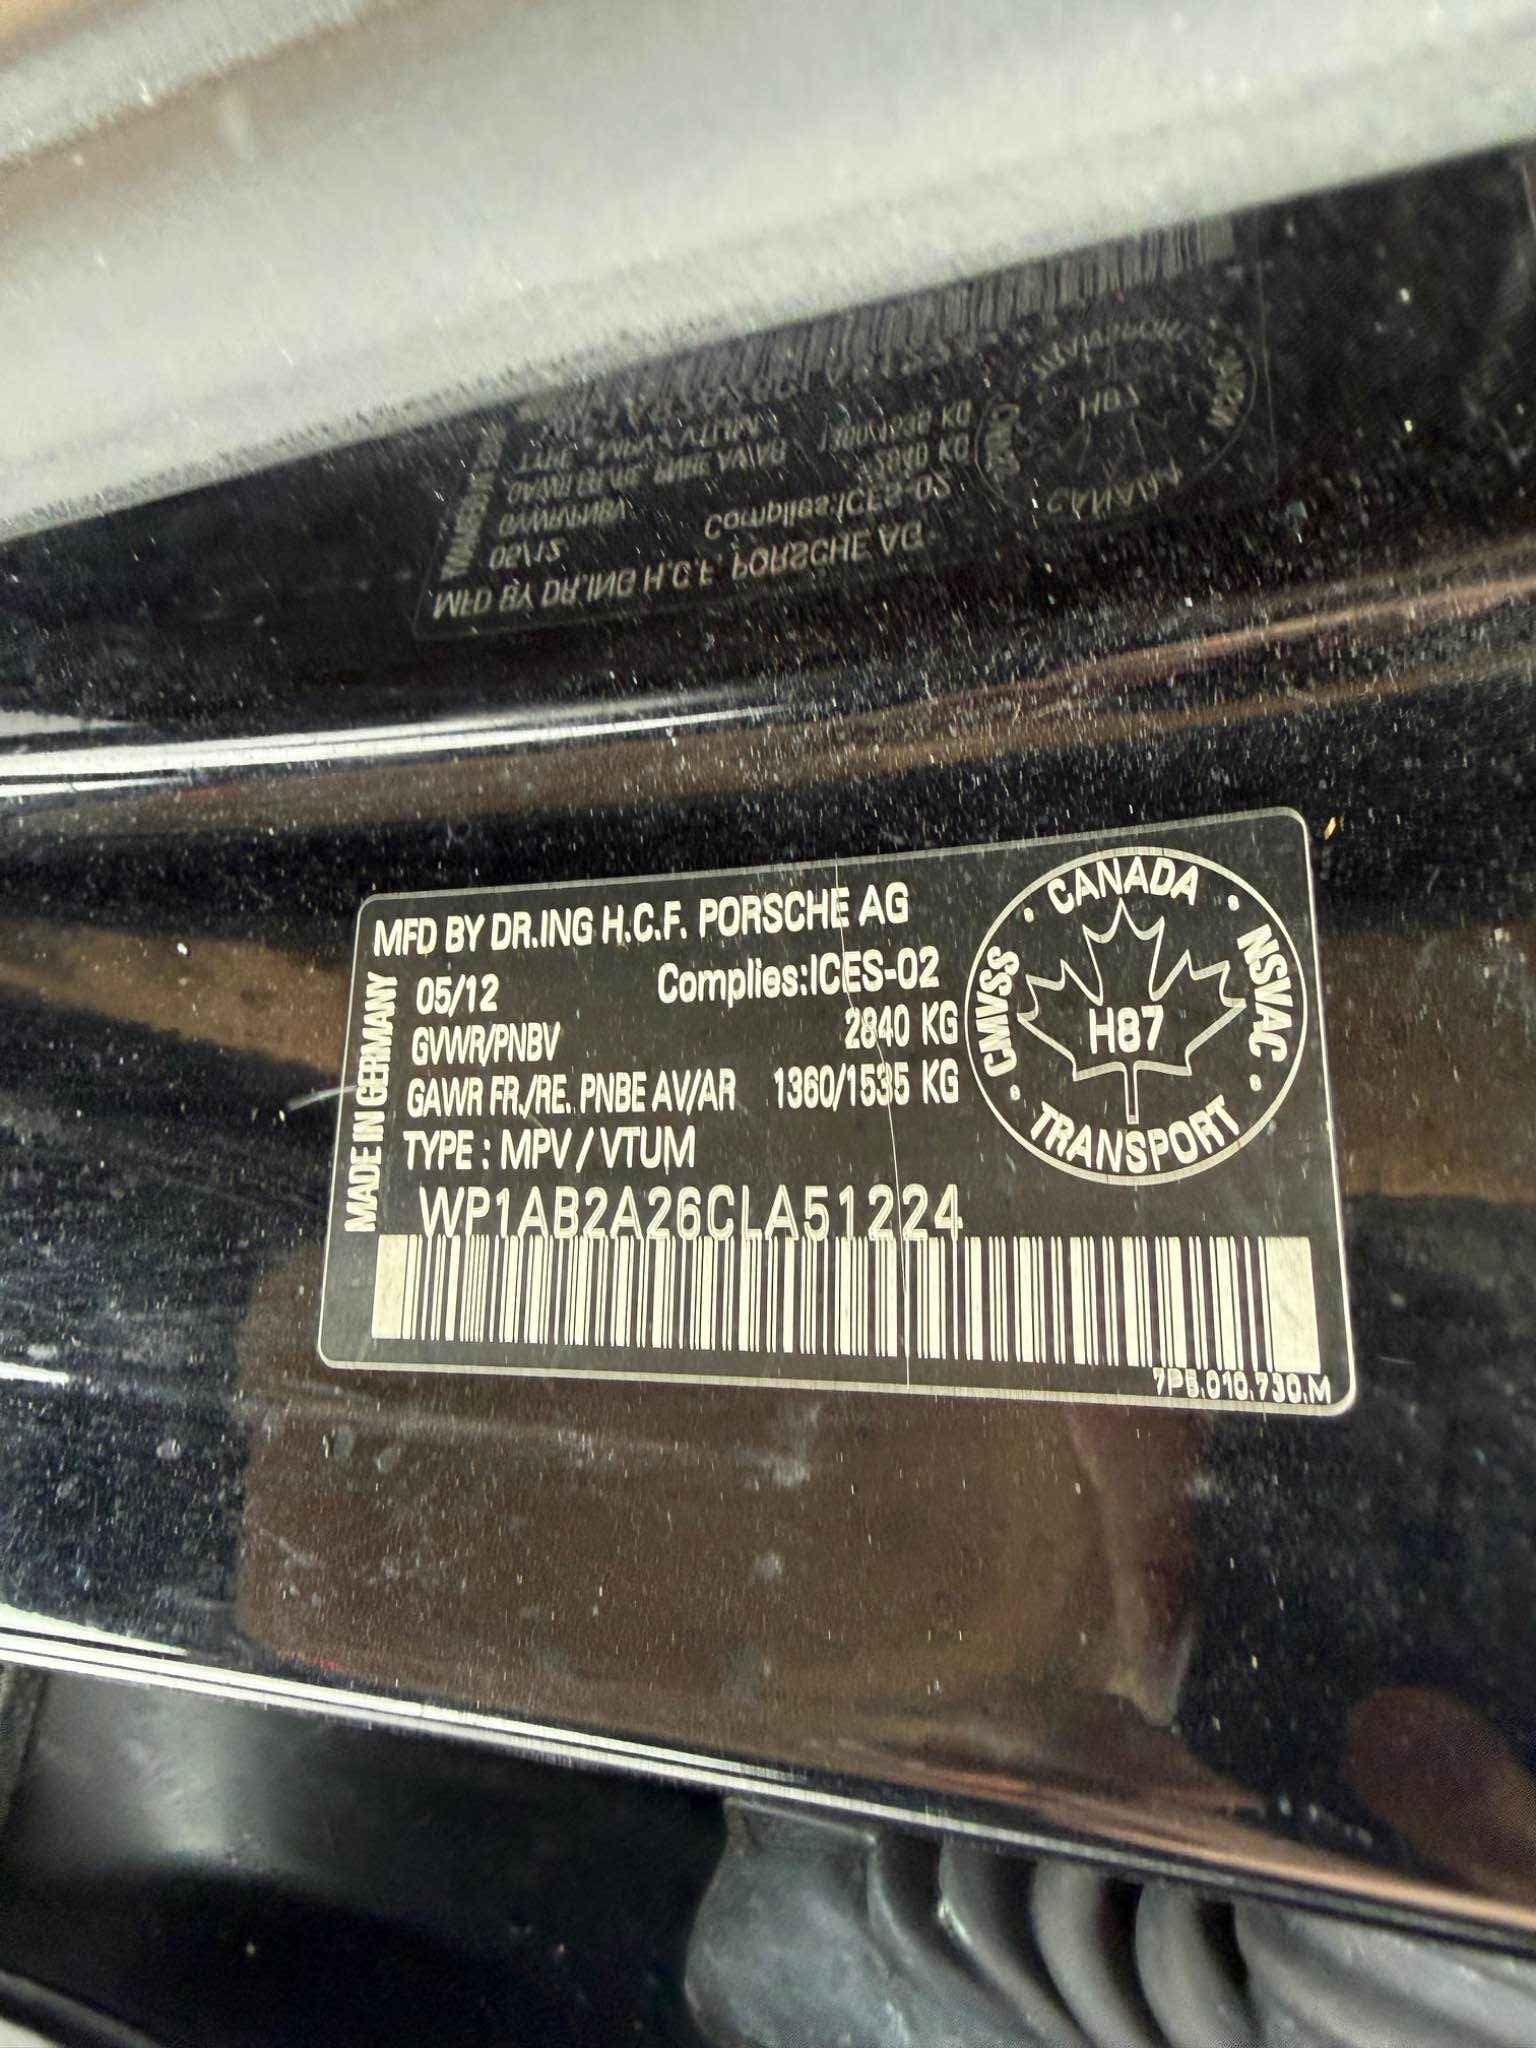 MFD BY DR.ING H.C.F. PORSCHE AG
05/12 Complies:ICES-02
GVWR/PNBV 2840 KG
GAWR FR./RE. PNBE AV/AR 1360/1535 KG
TYPE : MPV / VTUM
WP1AB2A26CLA51224
7P5.010.730.M
MADE IN GERMANY
CANADA
CMVSS
NSVAC
H87
TRANSPORT